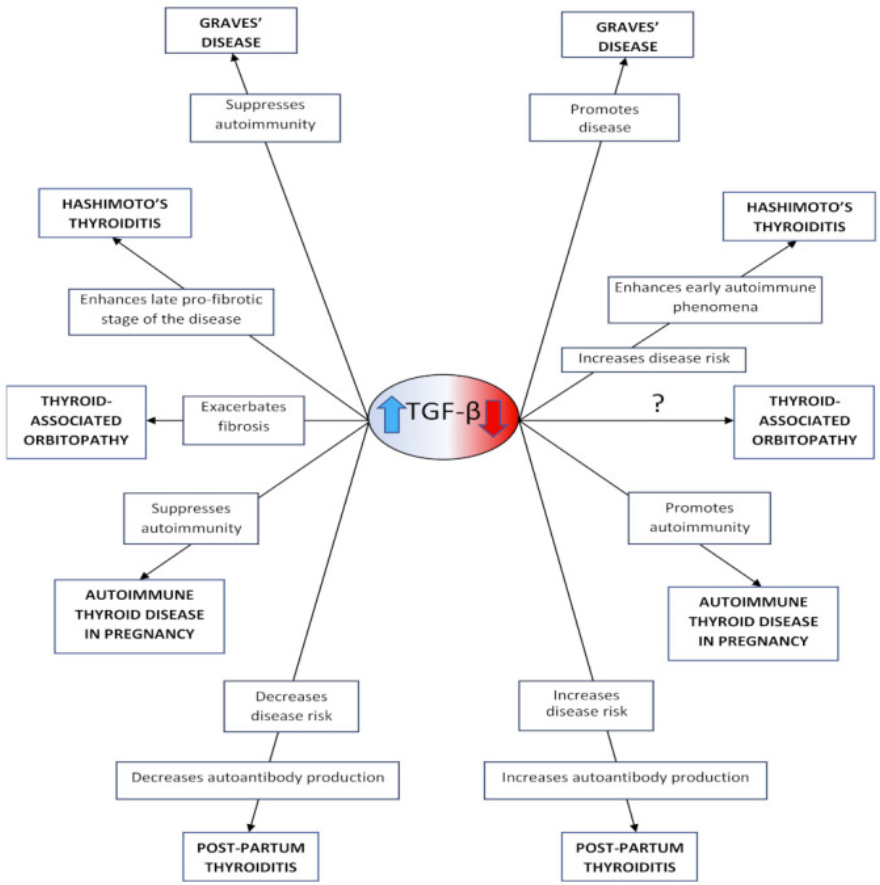 GRAVES’
DISEASE
Suppresses
autoimmunity
HASHIMOTO’S
THYROIDITIS
Enhances late pro-fibrotic
stage of the disease
THYROID-
ASSOCIATED
ORBITOPATHY
Exacerbates
fibrosis
Suppresses
autoimmunity
AUTOIMMUNE
THYROID DISEASE
IN PREGNANCY
Decreases
disease risk
Decreases autoantibody production
POST-PARTUM
THYROIDITIS
TGF-β
GRAVES’
DISEASE
Promotes
disease
HASHIMOTO’S
THYROIDITIS
Enhances early autoimmune
phenomena
Increases disease risk
?
THYROID-
ASSOCIATED
ORBITOPATHY
Promotes
autoimmunity
AUTOIMMUNE
THYROID DISEASE
IN PREGNANCY
Increases
disease risk
Increases autoantibody production
POST-PARTUM
THYROIDITIS